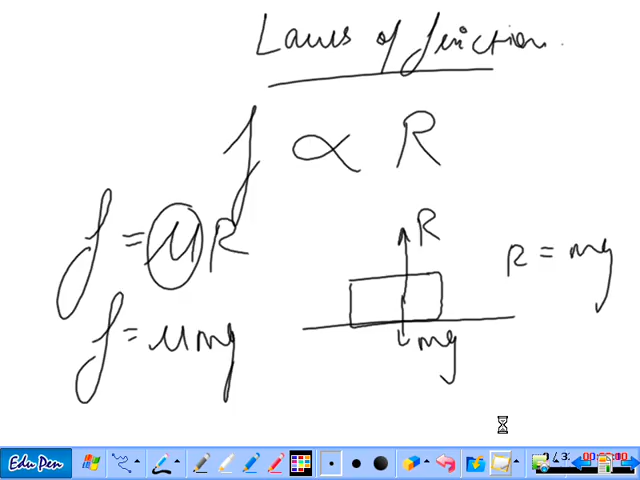 Laws of friction.
f ∝ R
f = μR
R
R = mg
f = μmg
mg
Edu Pen